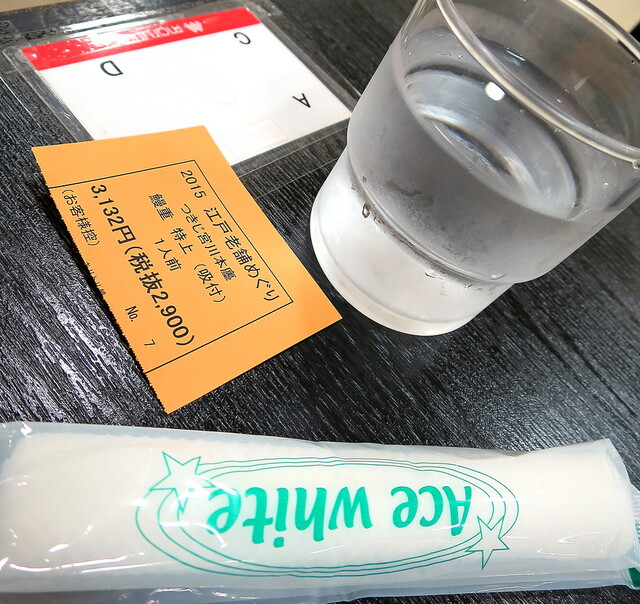 C
D
A
2015 江戸老舗めぐり
つきじ宮川本廛
鰻重 特上 (吸付)
1人前
3,132円(税抜2,900)
(お客様控)
No. 7
Ace white